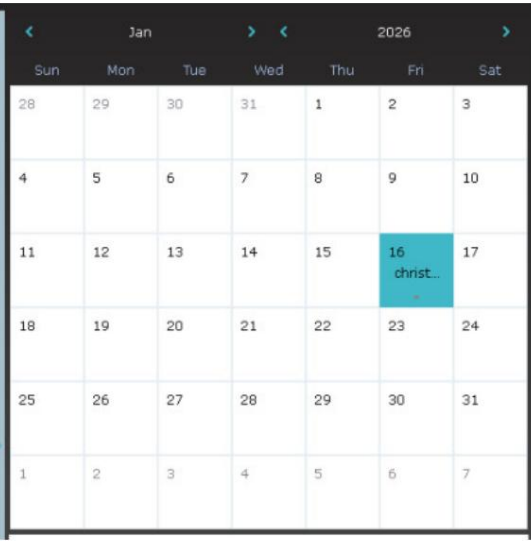 < Jan > < 2026 >
Sun Mon Tue Wed Thu Fri Sat
28 29 30 31 1 2 3
4 5 6 7 8 9 10
11 12 13 14 15 16 17
christ...
18 19 20 21 22 23 24
25 26 27 28 29 30 31
1 2 3 4 5 6 7